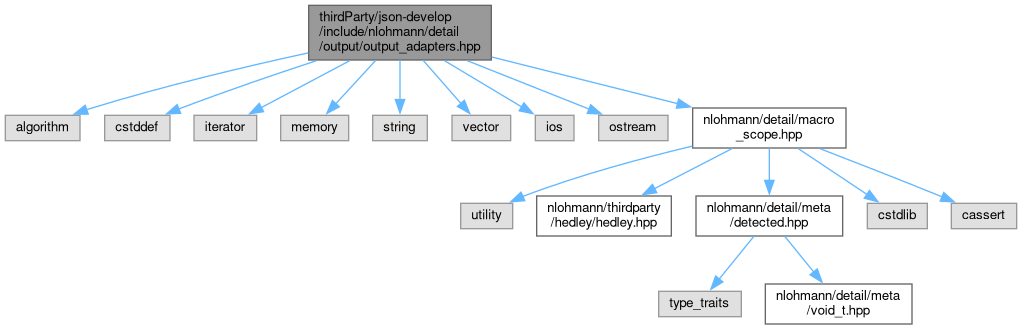 thirdParty/json-develop
/include/nlohmann/detail
/output/output_adapters.hpp
algorithm
cstddef
iterator
memory
string
vector
ios
ostream
nlohmann/detail/macro
_scope.hpp
utility
nlohmann/thirdparty
/hedley/hedley.hpp
nlohmann/detail/meta
/detected.hpp
cstdlib
cassert
type_traits
nlohmann/detail/meta
/void_t.hpp